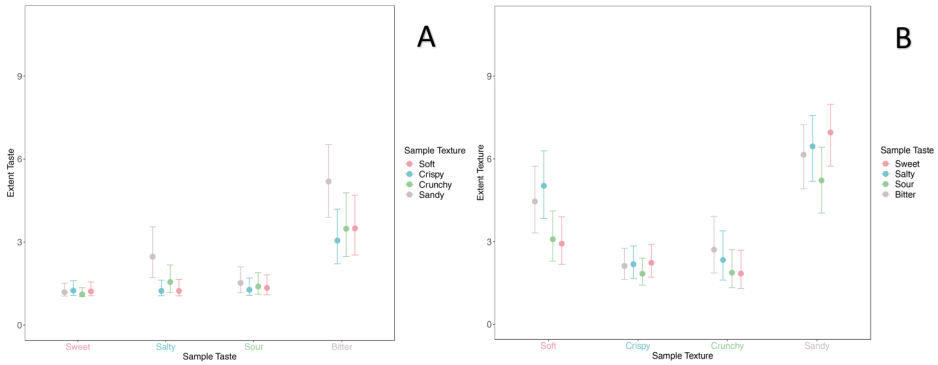 A
9
6
3
0
Extent Taste
Sweet
Salty
Sour
Bitter
Sample Taste
Sample Texture
Soft
Crispy
Crunchy
Sandy
B
9
6
3
0
Extent Texture
Soft
Crispy
Crunchy
Sandy
Sample Texture
Sample Taste
Sweet
Salty
Sour
Bitter